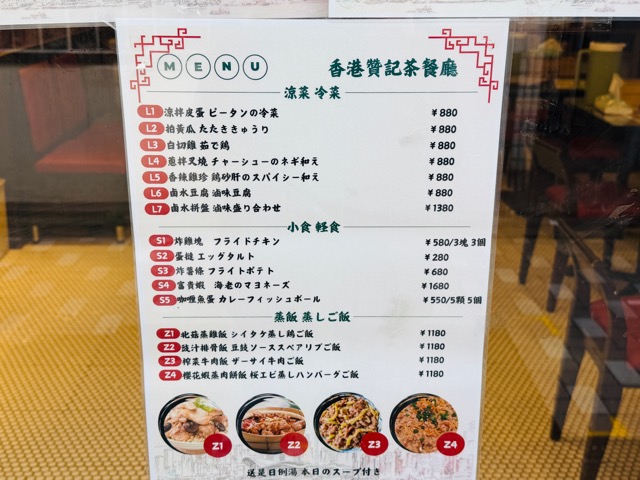 MENU 香港贊記茶餐廳
涼菜 冷菜
L1 涼拌皮蛋 ピータンの冷菜 ¥880
L2 拍黃瓜 たたききゅうり ¥880
L3 白切雞 茹で鶏 ¥880
L4 蔥拌叉燒 チャーシューのネギ和え ¥880
L5 香辣雞珍 鶏砂肝のスパイシー和え ¥880
L6 鹵水豆腐 滷味豆腐 ¥880
L7 鹵水拼盤 滷味盛り合わせ ¥1380
小食 軽食
S1 炸雞塊 フライドチキン ¥580/3塊 3個
S2 蛋撻 エッグタルト ¥280
S3 炸薯條 フライトポテト ¥680
S4 富貴蝦 海老のマヨネーズ ¥1680
S5 咖喱魚蛋 カレーフィッシュボール ¥550/5顆 5個
蒸飯 蒸しご飯
Z1 北菇蒸雞飯 シイタケ蒸し鶏ご飯 ¥1180
Z2 豉汁排骨飯 豆豉ソーススペアリブご飯 ¥1180
Z3 榨菜牛肉飯 ザーサイ牛肉ご飯 ¥1180
Z4 櫻花蝦蒸肉餅飯 桜エビ蒸しハンバーグご飯 ¥1180
Z1 Z2 Z3 Z4
送是日例湯 本日のスープ付き